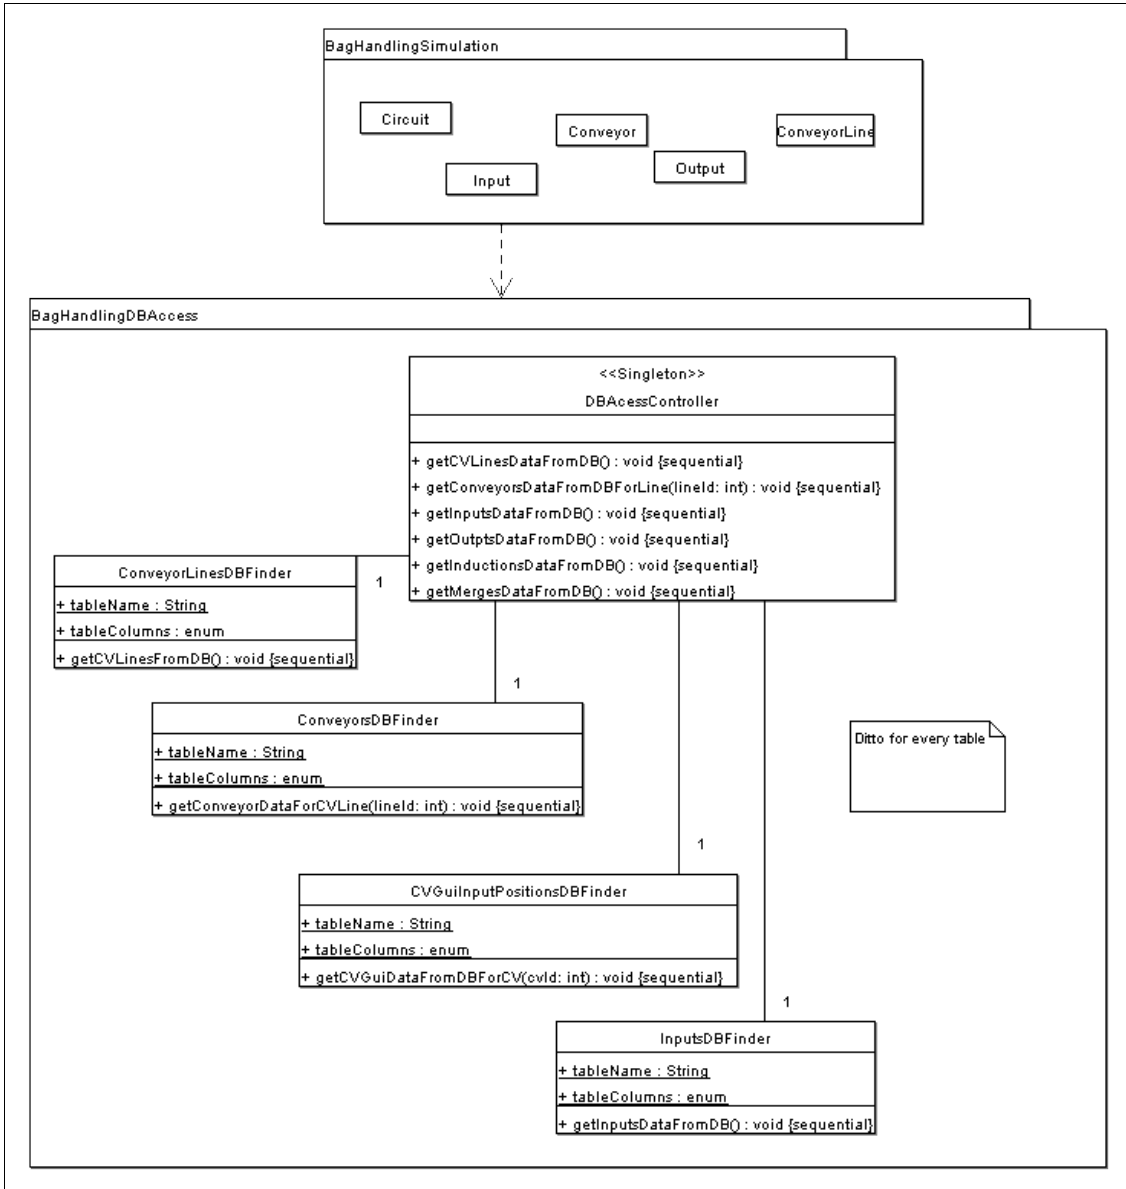 BagHandlingSimulation
Circuit
Conveyor
ConveyorLine
Input
Output
BagHandlingDBAccess
<<Singleton>>
DBAcessController
+ getCVLinesDataFromDB() : void {sequential}
+ getConveyorsDataFromDBForLine(lineId: int) : void {sequential}
+ getInputsDataFromDB() : void {sequential}
+ getOutptsDataFromDB() : void {sequential}
+ getInductionsDataFromDB() : void {sequential}
+ getMergesDataFromDB() : void {sequential}
1
ConveyorLinesDBFinder
+ tableName : String
+ tableColumns : enum
+ getCVLinesFromDB() : void {sequential}
1
ConveyorsDBFinder
+ tableName : String
+ tableColumns : enum
+ getConveyorDataForCVLine(lineId: int) : void {sequential}
Ditto for every table
1
CVGuiInputPositionsDBFinder
+ tableName : String
+ tableColumns : enum
+ getCVGuiDataFromDBForCV(cvId: int) : void {sequential}
1
InputsDBFinder
+ tableName : String
+ tableColumns : enum
+ getInputsDataFromDB() : void {sequential}